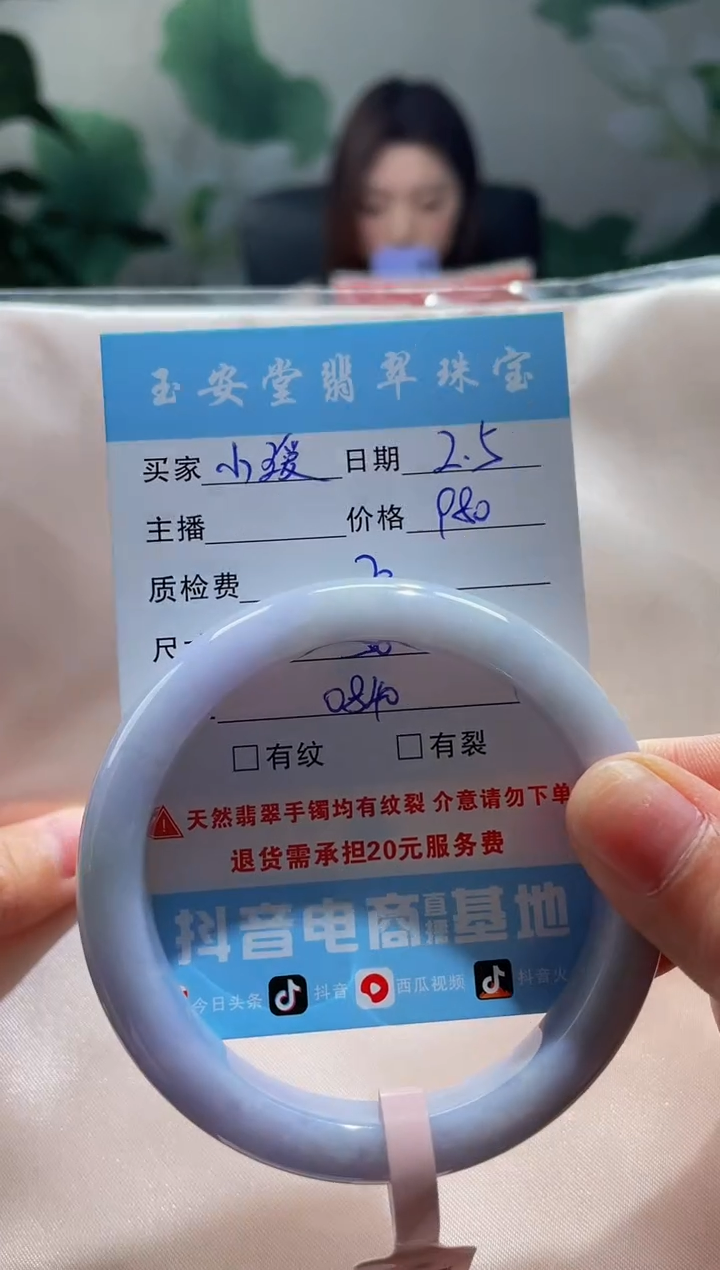 玉安堂翡翠珠宝
买家 小瑷 日期 2.5
主播 价格 980
质检费
尺
0840
□有纹 □有裂
天然翡翠手镯均有纹裂 介意请勿下单
退货需承担20元服务费
抖音电商直播基地
今日头条 抖音 西瓜视频 抖音火